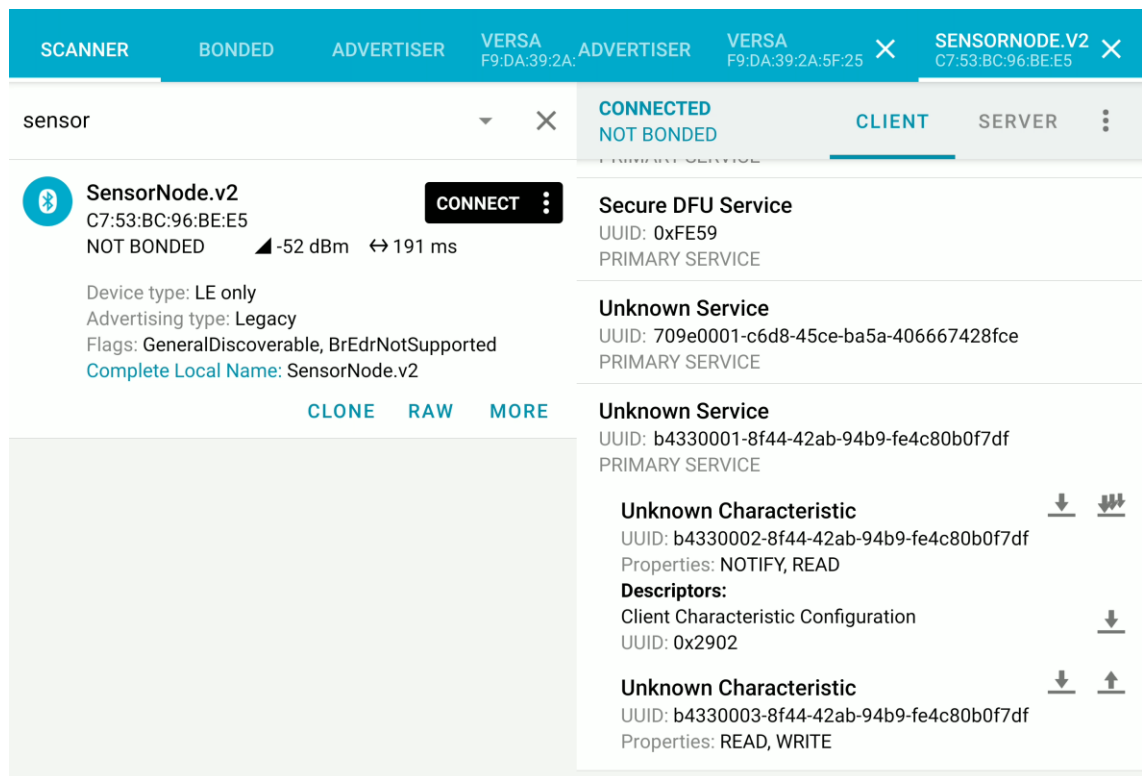 SCANNER
BONDED
ADVERTISER
VERSA
F9:DA:39:2A:
sensor
SensorNode.v2
C7:53:BC:96:BE:E5
NOT BONDED -52 dBm 191 ms
CONNECT
Device type: LE only
Advertising type: Legacy
Flags: GeneralDiscoverable, BrEdrNotSupported
Complete Local Name: SensorNode.v2
CLONE RAW MORE
ADVERTISER
VERSA
F9:DA:39:2A:5F:25
SENSORNODE.V2
C7:53:BC:96:BE:E5
CONNECTED
NOT BONDED
CLIENT
SERVER
PRIMARY SERVICE
Secure DFU Service
UUID: 0xFE59
PRIMARY SERVICE
Unknown Service
UUID: 709e0001-c6d8-45ce-ba5a-406667428fce
PRIMARY SERVICE
Unknown Service
UUID: b4330001-8f44-42ab-94b9-fe4c80b0f7df
PRIMARY SERVICE
Unknown Characteristic
UUID: b4330002-8f44-42ab-94b9-fe4c80b0f7df
Properties: NOTIFY, READ
Descriptors:
Client Characteristic Configuration
UUID: 0x2902
Unknown Characteristic
UUID: b4330003-8f44-42ab-94b9-fe4c80b0f7df
Properties: READ, WRITE